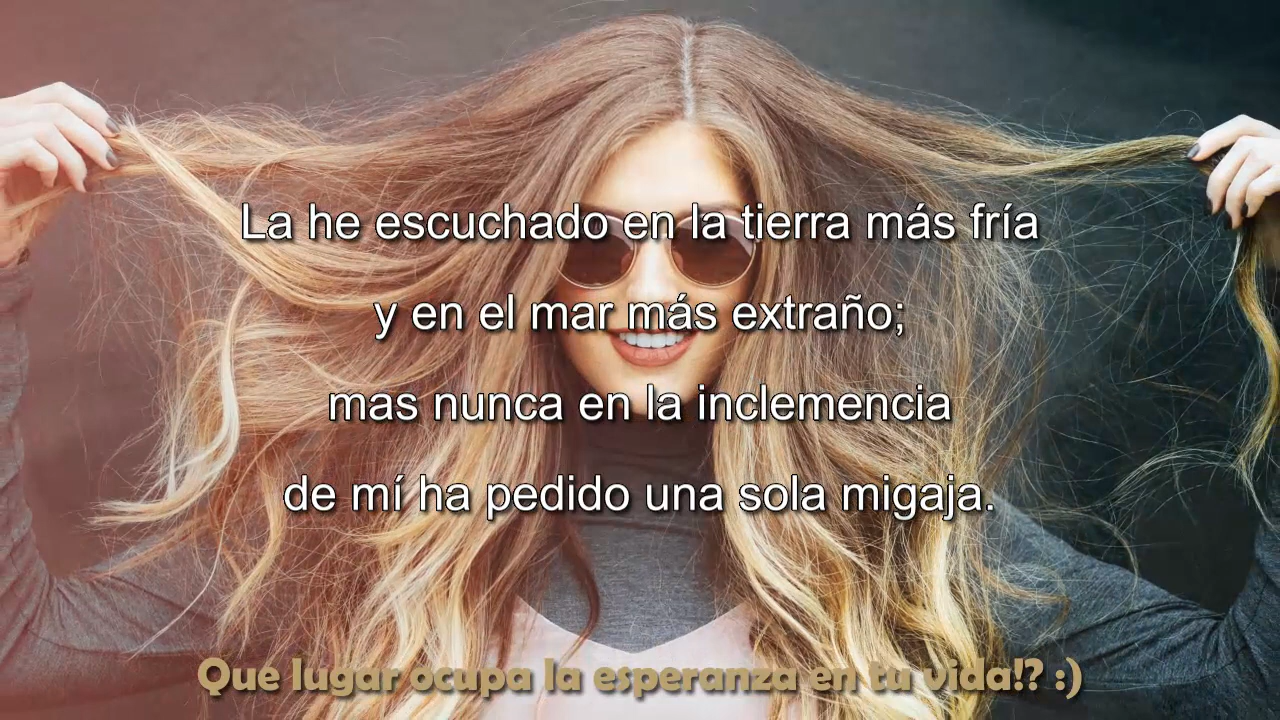 La he escuchado en la tierra más fría
y en el mar más extraño;
mas nunca en la inclemencia
de mí ha pedido una sola migaja.
Que lugar ocupa la esperanza en tu vida!? :)